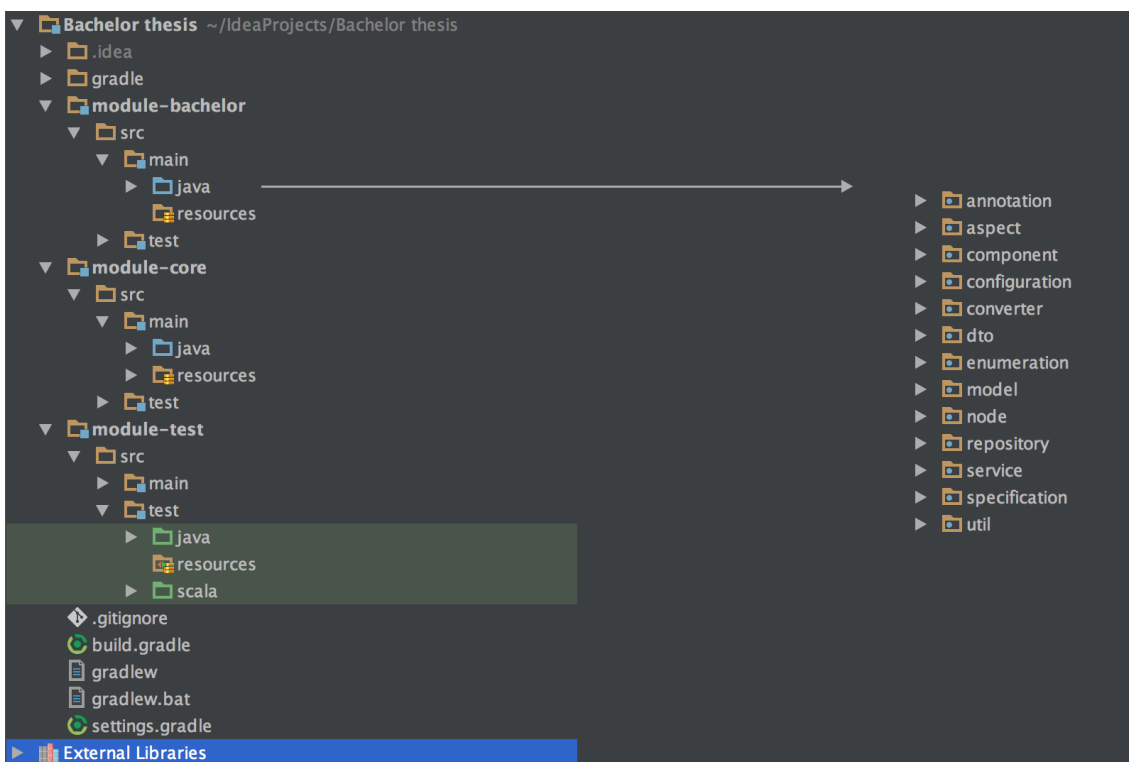 Bachelor thesis ~/IdeaProjects/Bachelor thesis
.idea
gradle
module-bachelor
src
main
java
resources
test
module-core
src
main
java
resources
test
module-test
src
main
test
java
resources
scala
.gitignore
build.gradle
gradlew
gradlew.bat
settings.gradle
External Libraries
annotation
aspect
component
configuration
converter
dto
enumeration
model
node
repository
service
specification
util